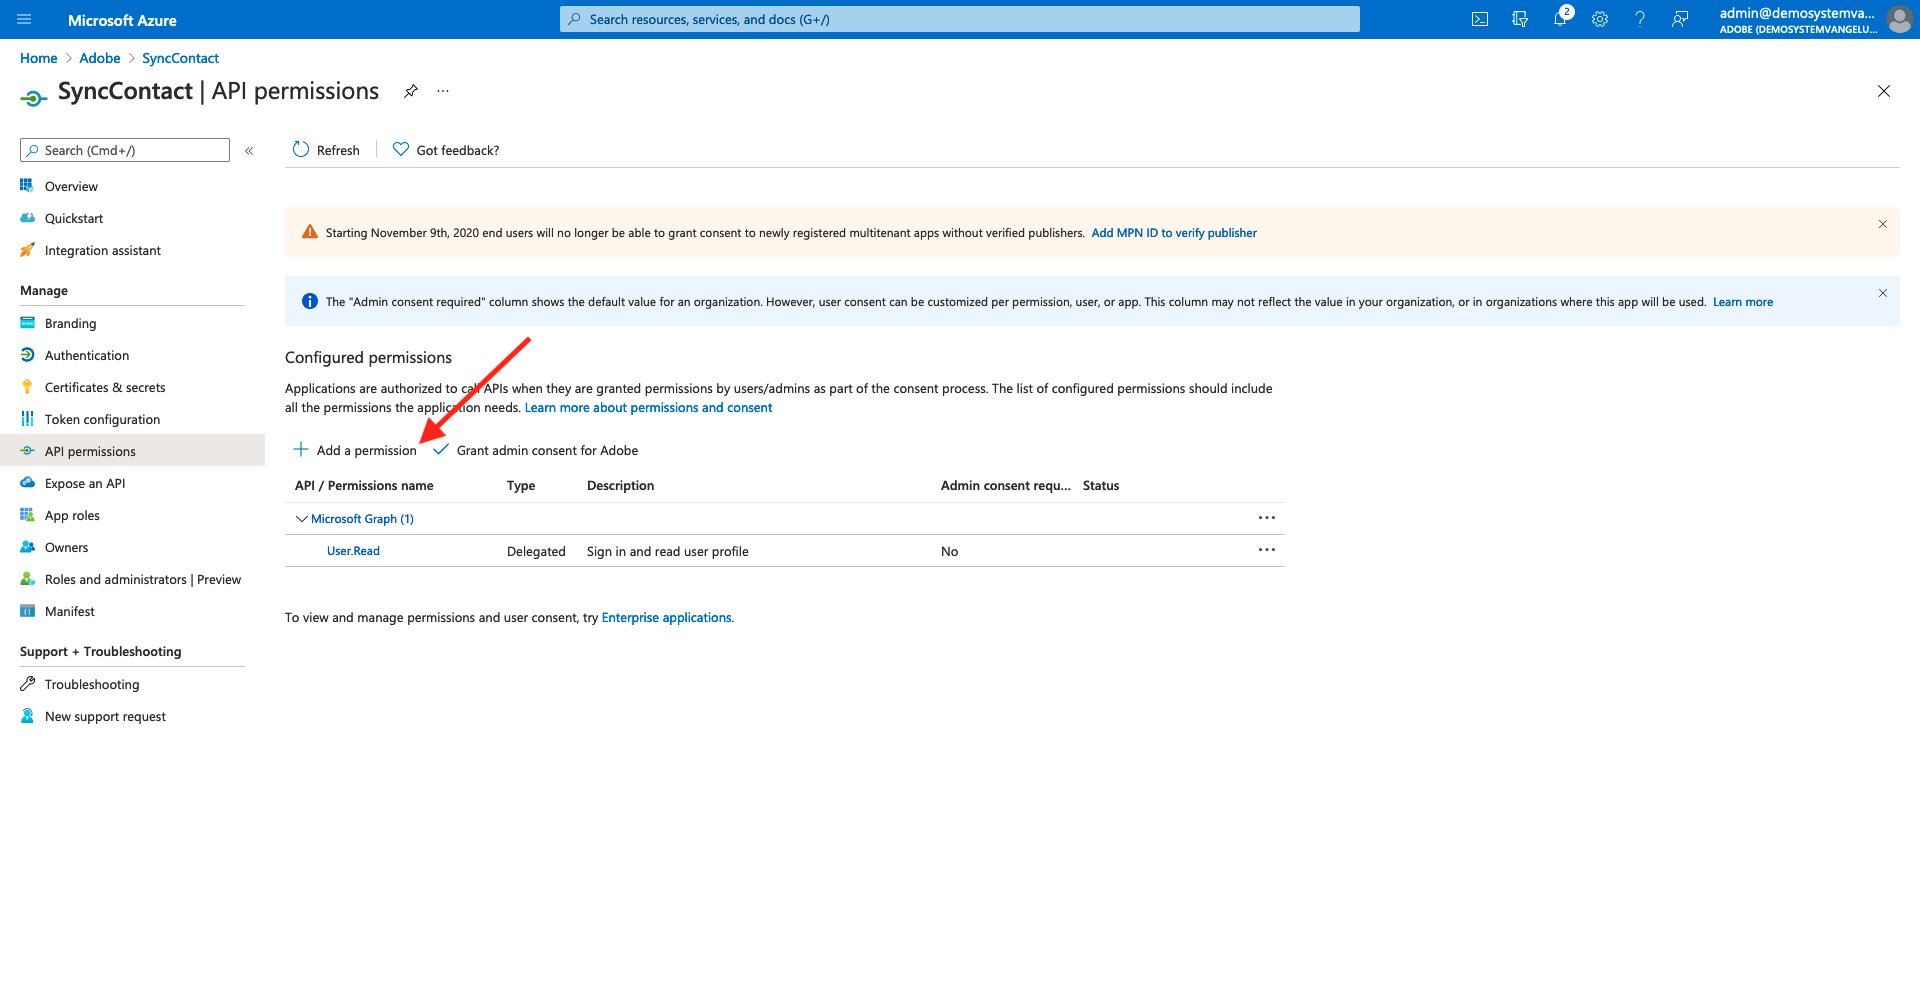 Microsoft Azure
Search resources, services, and docs (G+/)
2
admin@demosystemva...
ADOBE (DEMOSYSTEMVANGELU...
Home > Adobe > SyncContact
SyncContact | API permissions
...
Search (Cmd+/)
«
Refresh
Got feedback?
Overview
Quickstart
Integration assistant
Manage
Branding
Authentication
Certificates & secrets
Token configuration
API permissions
Expose an API
App roles
Owners
Roles and administrators | Preview
Manifest
Support + Troubleshooting
Troubleshooting
New support request
Starting November 9th, 2020 end users will no longer be able to grant consent to newly registered multitenant apps without verified publishers. Add MPN ID to verify publisher
The "Admin consent required" column shows the default value for an organization. However, user consent can be customized per permission, user, or app. This column may not reflect the value in your organization, or in organizations where this app will be used. Learn more
Configured permissions
Applications are authorized to call APIs when they are granted permissions by users/admins as part of the consent process. The list of configured permissions should include
all the permissions the application needs. Learn more about permissions and consent
Add a permission
Grant admin consent for Adobe
API / Permissions name Type Description Admin consent requ... Status
Microsoft Graph (1)
User.Read Delegated Sign in and read user profile No
To view and manage permissions and user consent, try Enterprise applications.